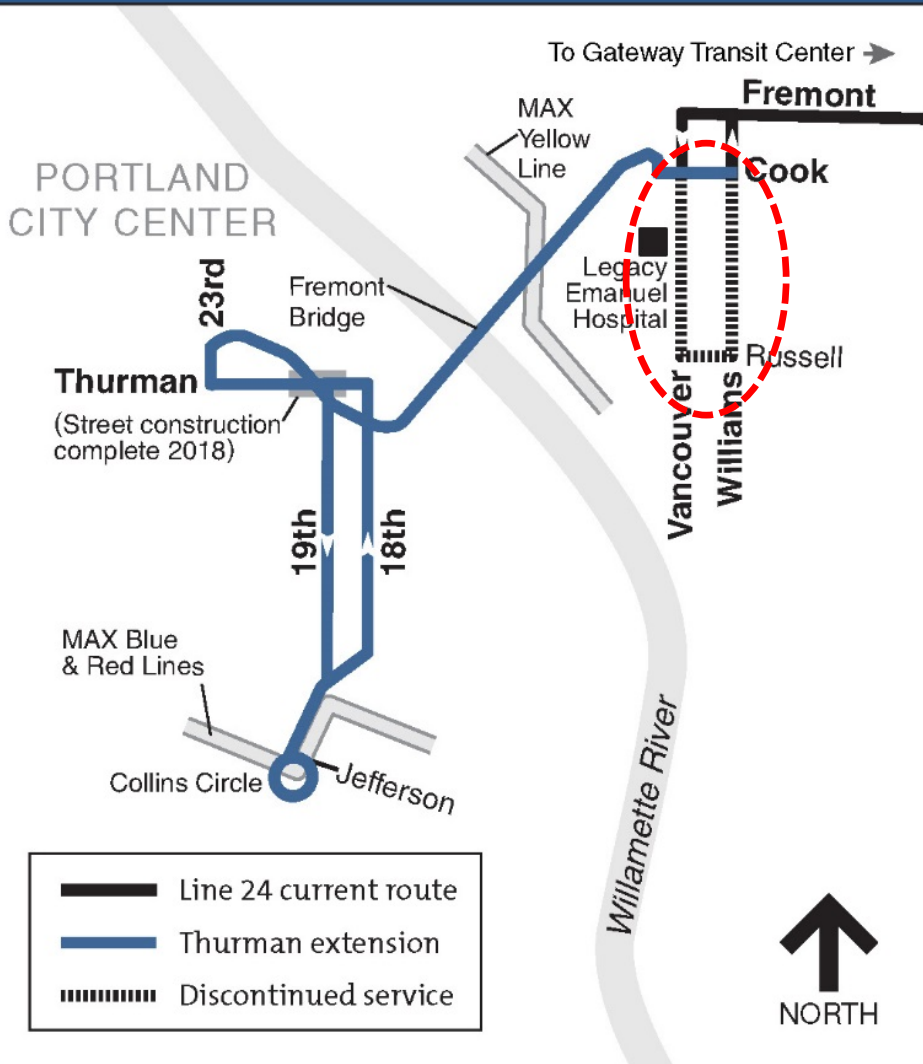 To Gateway Transit Center
Fremont
MAX
Yellow
Line
Cook
PORTLAND
CITY CENTER
Legacy
Emanuel
Hospital
23rd
Fremont
Bridge
Russell
Thurman
(Street construction
complete 2018)
Vancouver
Williams
19th
18th
MAX Blue
& Red Lines
Collins Circle
Jefferson
Willamette River
Line 24 current route
Thurman extension
Discontinued service
NORTH